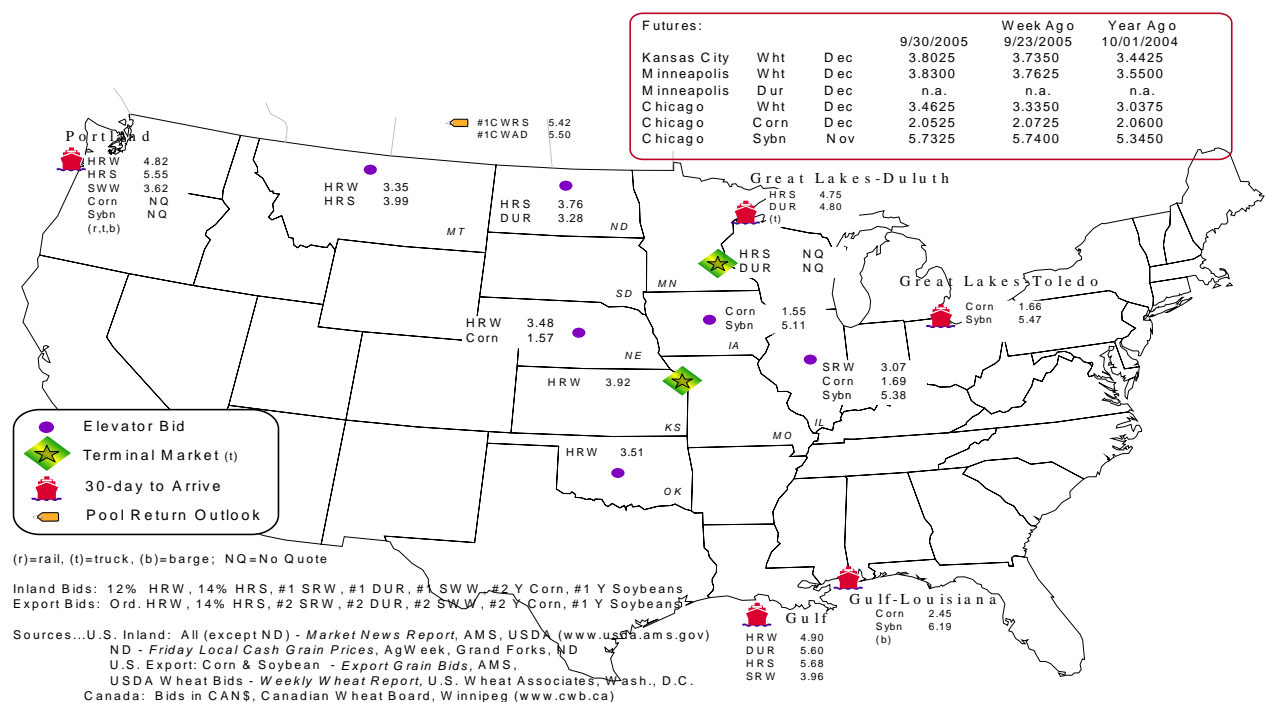 Futures: Week Ago Year Ago
9/30/2005 9/23/2005 10/01/2004
Kansas City Wht Dec 3.8025 3.7350 3.4425
Minneapolis Wht Dec 3.8300 3.7625 3.5500
Minneapolis Dur Dec n.a. n.a. n.a.
Chicago Wht Dec 3.4625 3.3350 3.0375
Chicago Corn Dec 2.0525 2.0725 2.0600
Chicago Sybn Nov 5.7325 5.7400 5.3450
#1CWRS 5.42
#1CWAD 5.50
Portland
HRW 4.82
HRS 5.55
SWW 3.62
Corn NQ
Sybn NQ
(r,t,b)
HRW 3.35
HRS 3.99
MT
HRS 3.76
DUR 3.28
ND
Great Lakes-Duluth
HRS 4.75
DUR 4.80
(t)
HRS NQ
DUR NQ
MN
SD
Great Lakes-Toledo
Corn 1.66
Sybn 5.47
HRW 3.48
Corn 1.57
NE
Corn 1.55
Sybn 5.11
IA
SRW 3.07
Corn 1.69
Sybn 5.38
IL
HRW 3.92
KS
MO
HRW 3.51
OK
Elevator Bid
Terminal Market (t)
30-day to Arrive
Pool Return Outlook
Gulf-Louisiana
Corn 2.45
Sybn 6.19
(b)
Gulf
HRW 4.90
DUR 5.60
HRS 5.68
SRW 3.96
(r)=rail, (t)=truck, (b)=barge; NQ=No Quote
Inland Bids: 12% HRW, 14% HRS, #1 SRW, #1 DUR, #1 SWW, #2 Y Corn, #1 Y Soybeans
Export Bids: Ord. HRW, 14% HRS, #2 SRW, #2 DUR, #2 SWW, #2 Y Corn, #1 Y Soybeans
Sources...U.S. Inland: All (except ND) - Market News Report, AMS, USDA (www.usda.ams.gov)
ND - Friday Local Cash Grain Prices, AgWeek, Grand Forks, ND
U.S. Export: Corn & Soybean - Export Grain Bids, AMS,
USDA Wheat Bids - Weekly Wheat Report, U.S. Wheat Associates, Wash., D.C.
Canada: Bids in CAN$, Canadian Wheat Board, Winnipeg (www.cwb.ca)